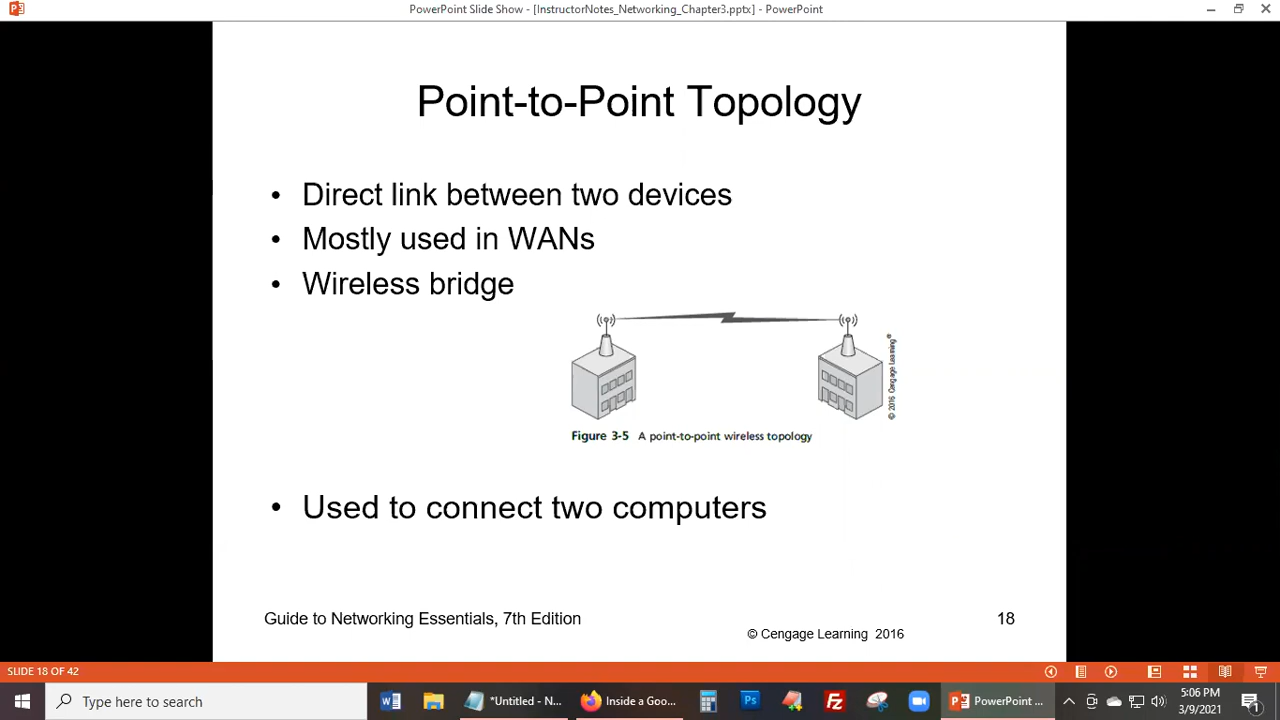 PowerPoint Slide Show - [InstructorNotes_Networking_Chapter3.pptx] - PowerPoint
Point-to-Point Topology
• Direct link between two devices
• Mostly used in WANs
• Wireless bridge
© 2016 Cengage Learning®
Figure 3-5 A point-to-point wireless topology
• Used to connect two computers
Guide to Networking Essentials, 7th Edition
18
© Cengage Learning 2016
SLIDE 18 OF 42
Type here to search
*Untitled - N...
Inside a Goo...
PowerPoint ...
5:06 PM
3/9/2021